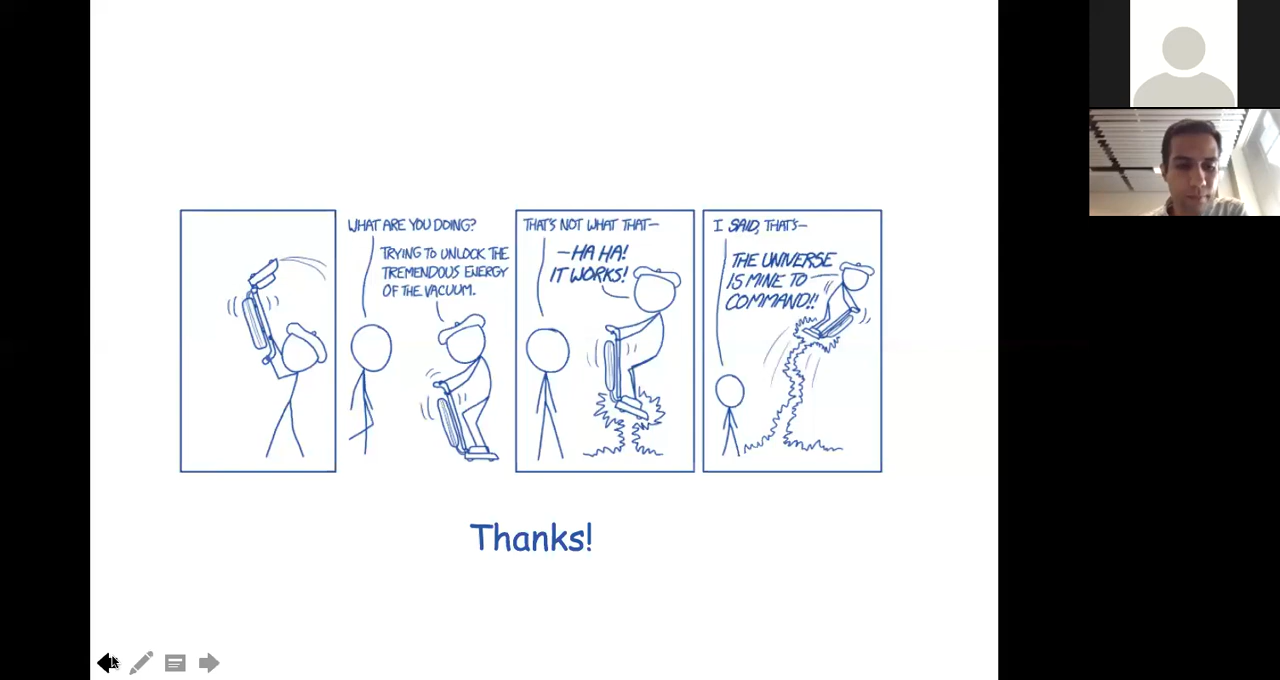 WHAT ARE YOU DOING?
TRYING TO UNLOCK THE
TREMENDOUS ENERGY
OF THE VACUUM.
THAT'S NOT WHAT THAT—
—HA HA!
IT WORKS!
I SAID, THAT'S—
THE UNIVERSE
IS MINE TO
COMMAND!!
Thanks!